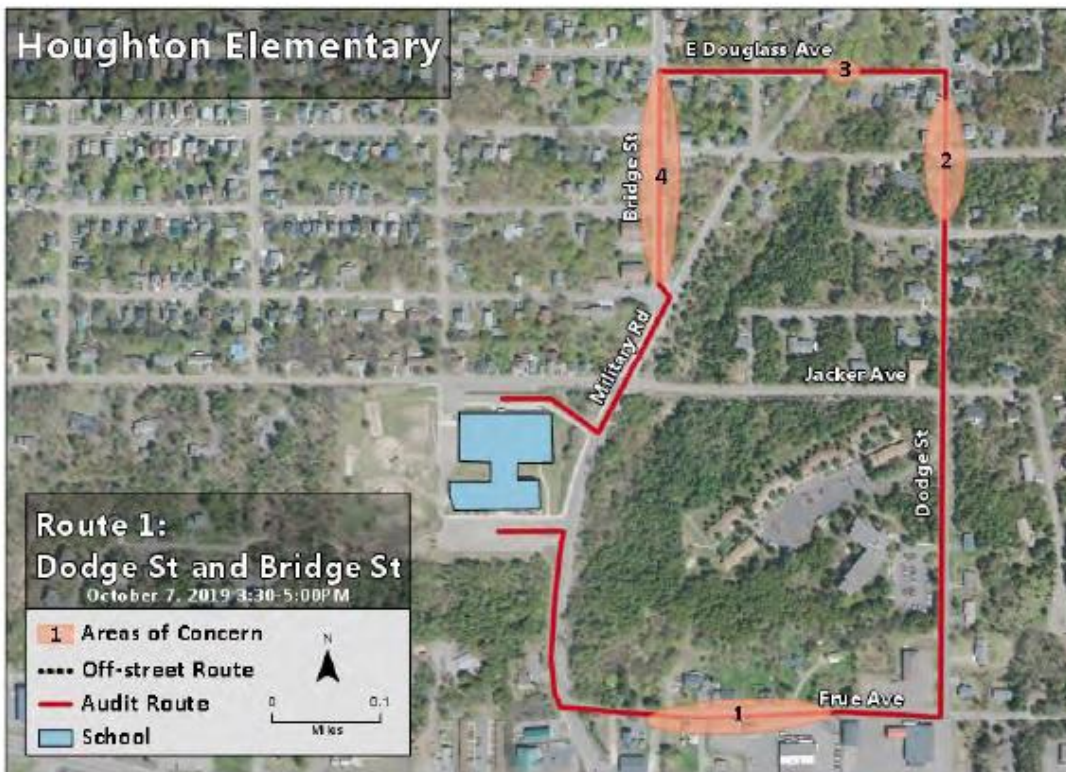 Houghton Elementary
E Douglass Ave
3
2
Bridge St
4
Military Rd
Jacker Ave
Dodge St
Frue Ave
1
Route 1:
Dodge St and Bridge St
October 7, 2019 3:30-5:00PM
1 Areas of Concern
Off-street Route
Audit Route
School
N
0 0.1
Miles